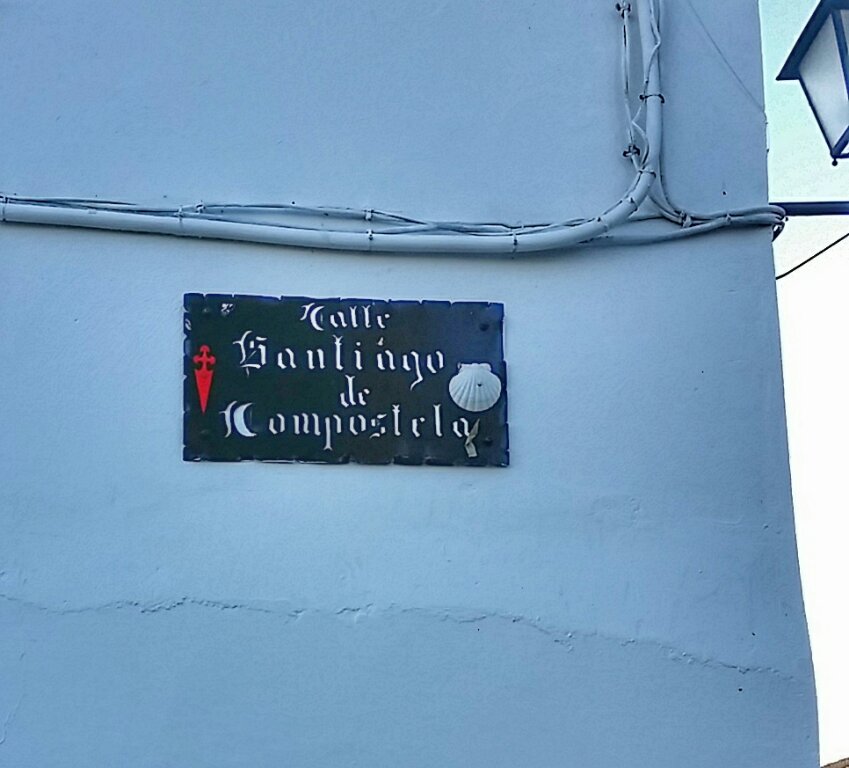 Calle
Santiago
de
Compostela